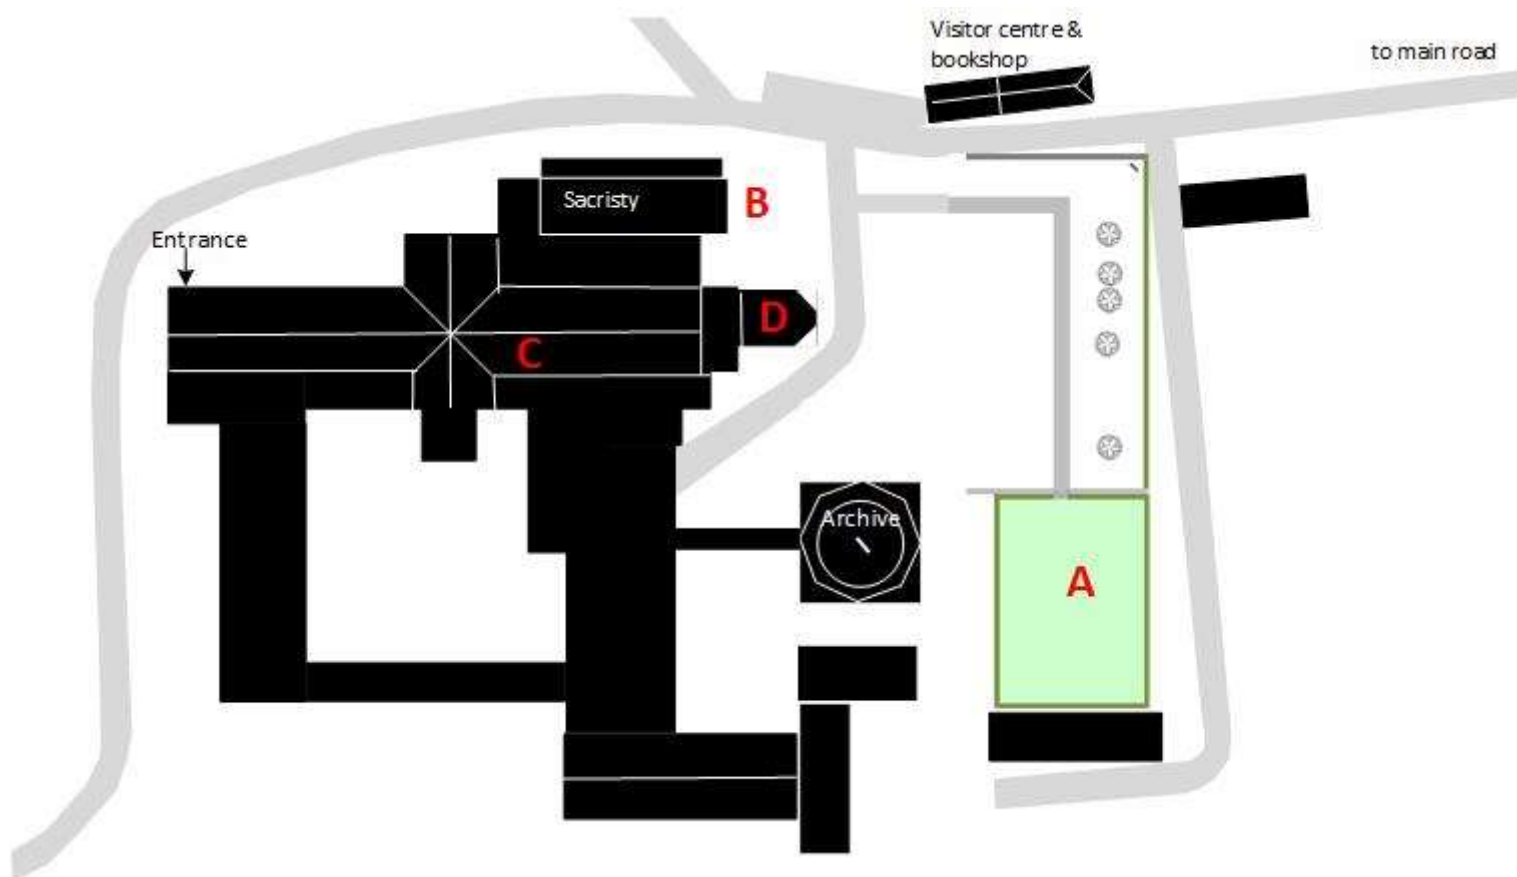 Visitor centre &
bookshop
to main road
Sacristy
B
Entrance
D
C
Archive
A